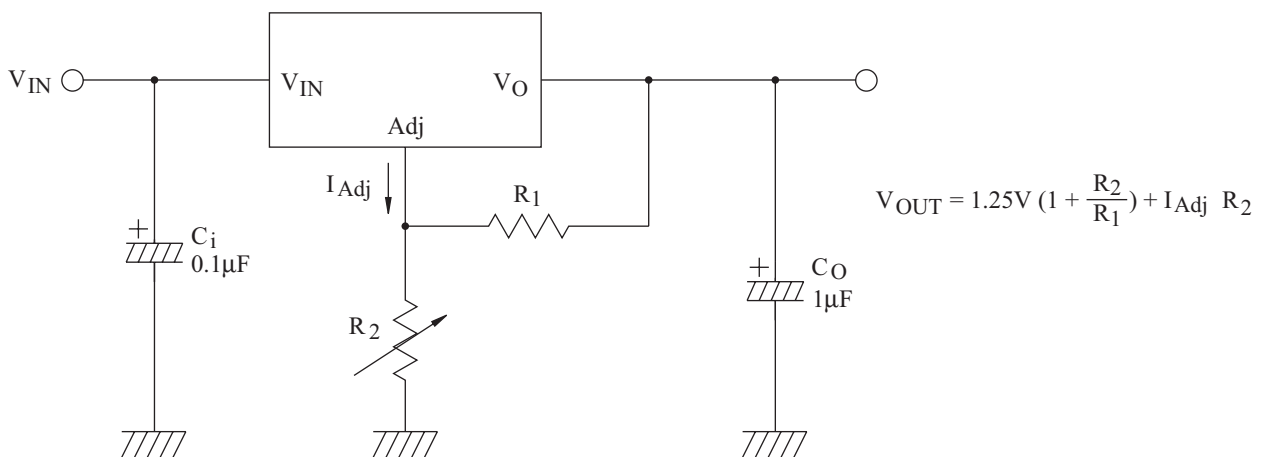 V_IN
V_IN
V_O
Adj
I_Adj
R_1
V_OUT = 1.25V (1 + R_2/R_1) + I_Adj R_2
+
C_i
0.1µF
+
C_O
1µF
R_2